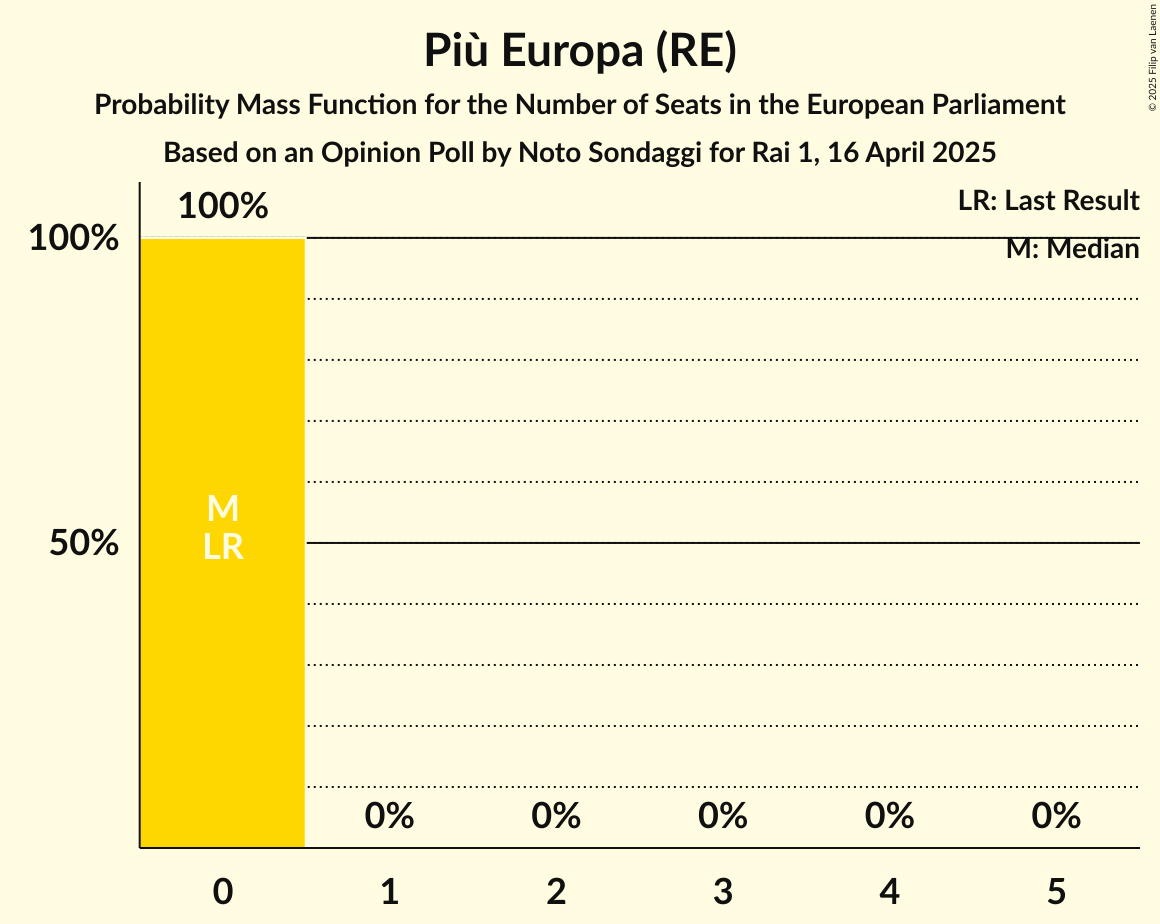 Più Europa (RE)
Probability Mass Function for the Number of Seats in the European Parliament
Based on an Opinion Poll by Noto Sondaggi for Rai 1, 16 April 2025
© 2025 Filip van Laenen
LR: Last Result
M: Median
100%
100%
50%
M
LR
0%
0%
0%
0%
0%
0
1
2
3
4
5